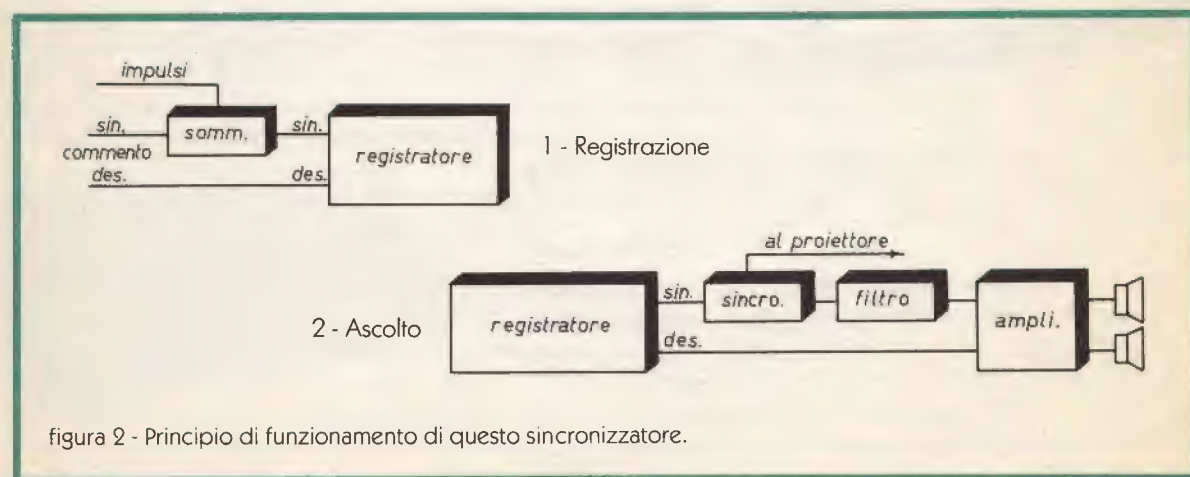 impulsi
sin.
somm.
sin.
commento
des.
des.
registratore
1 - Registrazione
al proiettore
2 - Ascolto
registratore
sin.
sincro.
filtro
ampli.
des.
figura 2 - Principio di funzionamento di questo sincronizzatore.